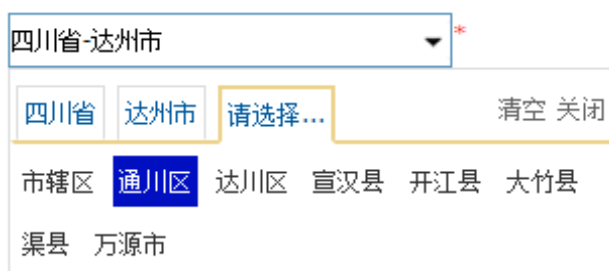 四川省-达州市 *
四川省 达州市 请选择... 清空 关闭
市辖区 通川区 达川区 宣汉县 开江县 大竹县
渠县 万源市